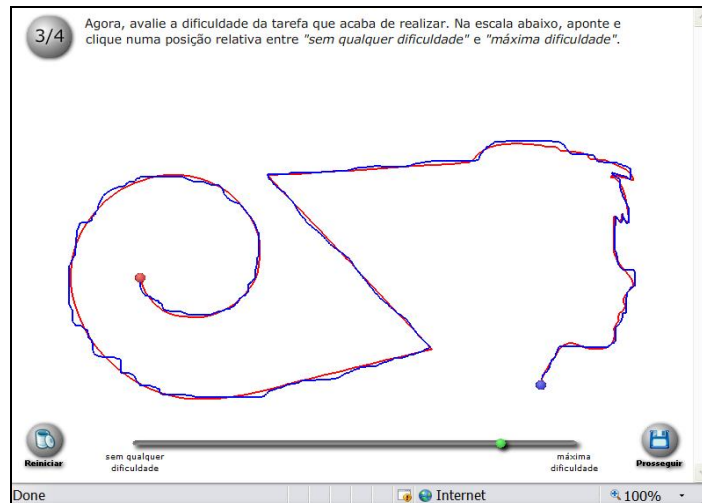 3/4
Agora, avalie a dificuldade da tarefa que acaba de realizar. Na escala abaixo, aponte e
clique numa posição relativa entre "sem qualquer dificuldade" e "máxima dificuldade".
Reiniciar
sem qualquer
dificuldade
máxima
dificuldade
Prosseguir
Done
Internet
100%